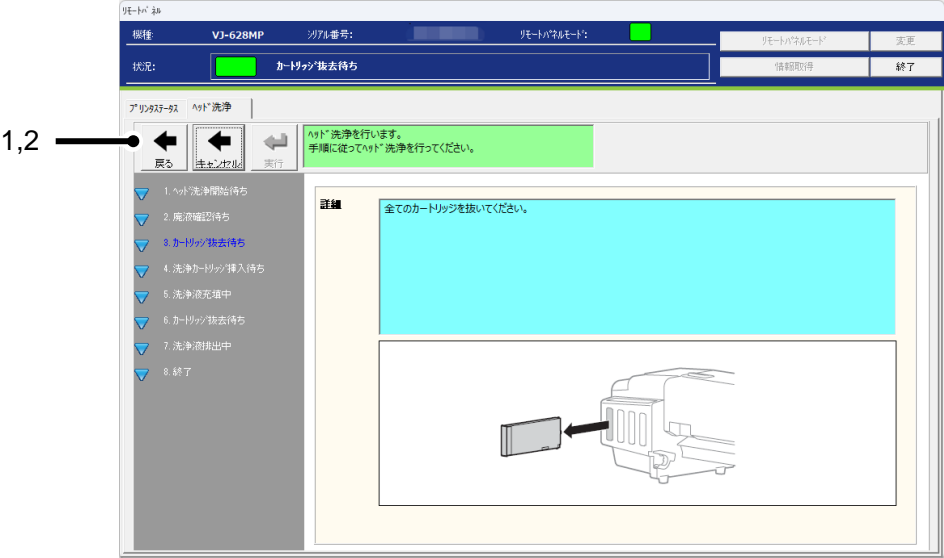 ﾘﾓｰﾄﾊﾟﾈﾙ
機種:
VJ-628MP
ｼﾘｱﾙ番号:
ﾘﾓｰﾄﾊﾟﾈﾙﾓｰﾄﾞ:
ﾘﾓｰﾄﾊﾟﾈﾙﾓｰﾄﾞ
変更
状況:
ｶｰﾄﾘｯｼﾞ抜去待ち
情報取得
終了
ﾌﾟﾘﾝﾀｽﾃｰﾀｽ
ﾍｯﾄﾞ洗浄
1,2
戻る
ｷｬﾝｾﾙ
実行
ﾍｯﾄﾞ洗浄を行います。
手順に従ってﾍｯﾄﾞ洗浄を行ってください。
1. ﾍｯﾄﾞ洗浄開始待ち
2. 廃液確認待ち
3. ｶｰﾄﾘｯｼﾞ抜去待ち
4. 洗浄ｶｰﾄﾘｯｼﾞ挿入待ち
5. 洗浄液充填中
6. ｶｰﾄﾘｯｼﾞ抜去待ち
7. 洗浄液排出中
8. 終了
詳細
全てのカートリッジを抜いてください。